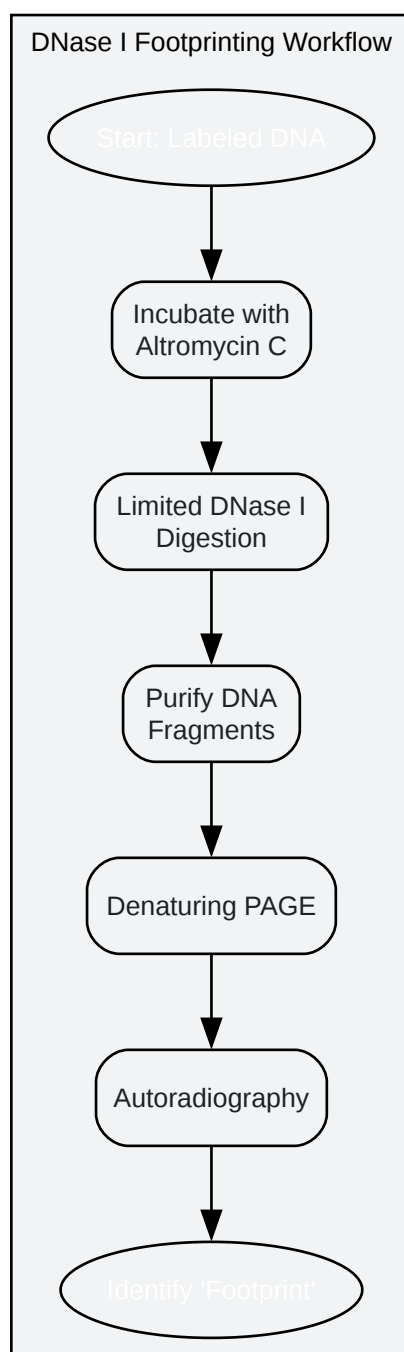 DNase I Footprinting Workflow
Start: Labeled DNA
Incubate with
Altromycin C
Limited DNase I
Digestion
Purify DNA
Fragments
Denaturing PAGE
Autoradiography
Identify 'Footprint'